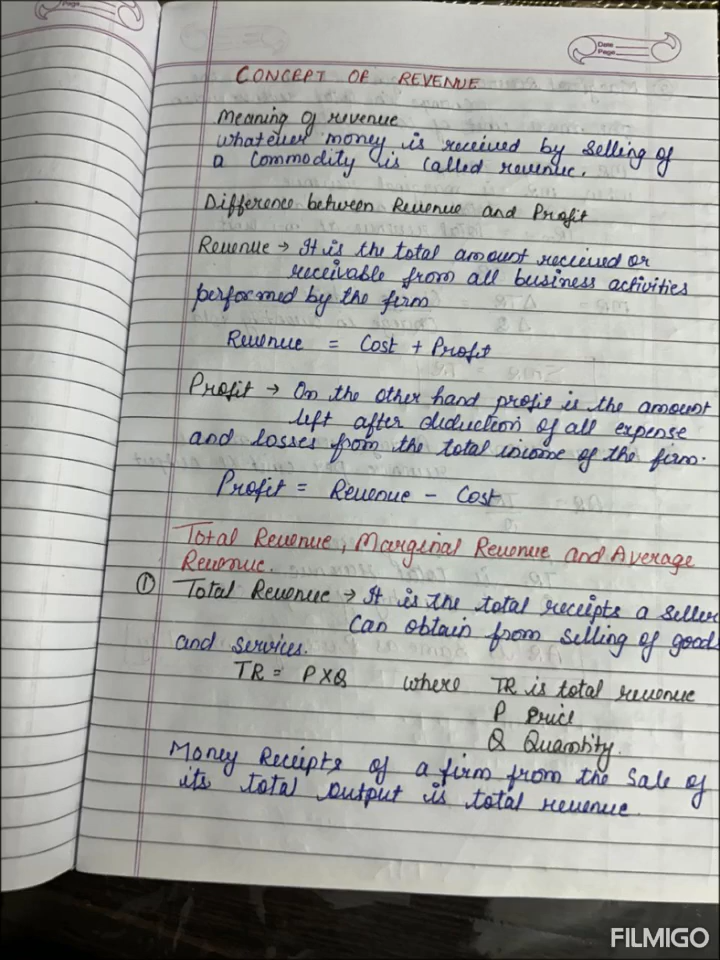 Page
Date
Page
CONCEPT OF REVENUE
Meaning of revenue
whatever money is received by selling of
a commodity is called revenue.
Difference between Revenue and Profit
Revenue → It is the total amount received or
receivable from all business activities
performed by the firm
Revenue = Cost + Profit
Profit → On the other hand profit is the amount
left after deduction of all expense
and losses from the total income of the firm.
Profit = Revenue - Cost
Total Revenue, Marginal Revenue and Average
Revenue.
① Total Revenue → It is the total receipts a seller
can obtain from selling of goods
and services.
TR = P×Q where TR is total revenue
P Price
Q Quantity.
Money Receipts of a firm from the sale of
its total output is total revenue.
FILMIGO